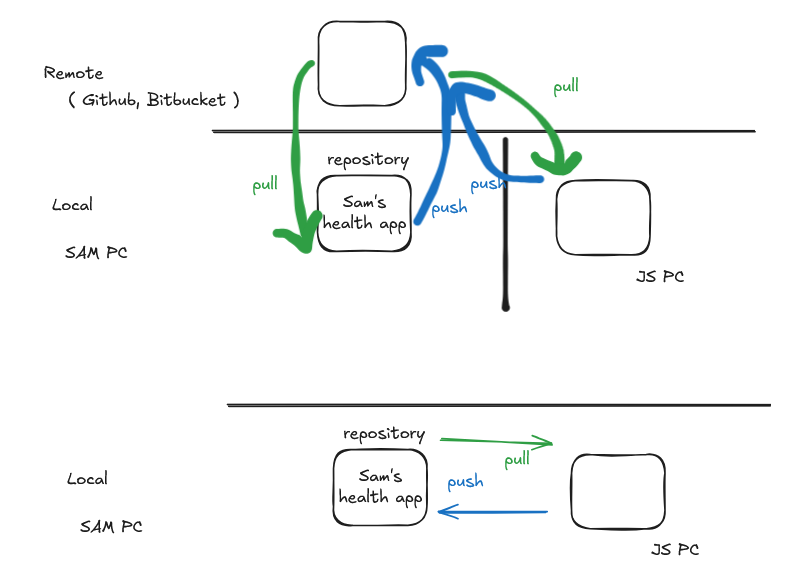 Remote
( Github, Bitbucket )
pull
repository
pull
Local
Sam's
health app
push
push
SAM PC
JS PC
repository
pull
Local
Sam's
health app
push
SAM PC
JS PC